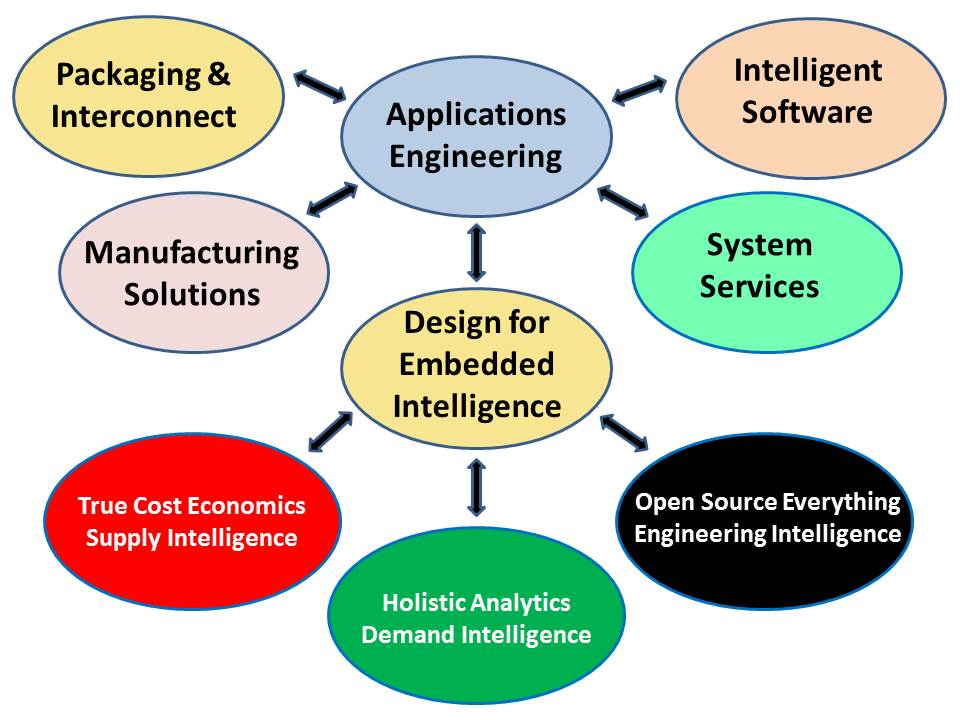 Packaging &
Interconnect
Applications
Engineering
Intelligent
Software
Manufacturing
Solutions
System
Services
Design for
Embedded
Intelligence
True Cost Economics
Supply Intelligence
Open Source Everything
Engineering Intelligence
Holistic Analytics
Demand Intelligence